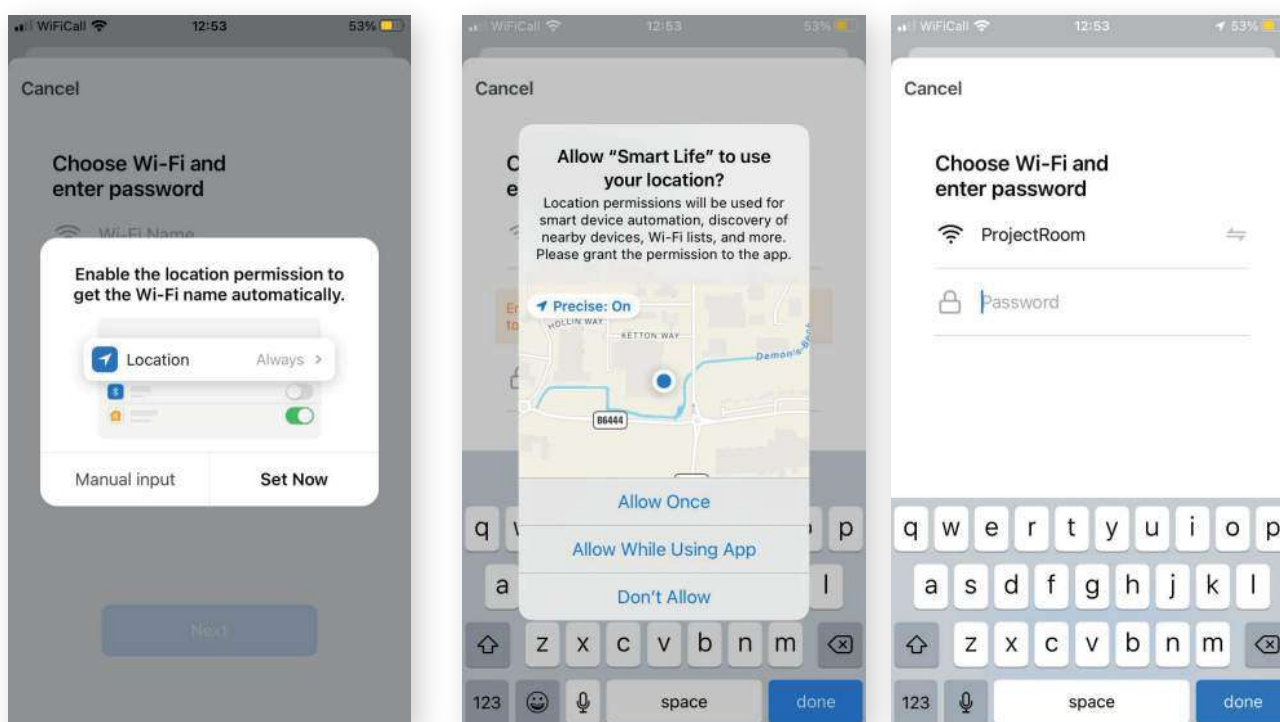 WiFiCall 12:53 53%
Cancel
Choose Wi-Fi and
enter password
Wi-Fi Name
Enable the location permission to
get the Wi-Fi name automatically.
Location Always >
Manual input Set Now
Next
WiFiCall 12:53 53%
Cancel
C
e
Allow “Smart Life” to use
your location?
Location permissions will be used for
smart device automation, discovery of
nearby devices, Wi-Fi lists, and more.
Please grant the permission to the app.
En
to
Precise: On
HOLLIN WAY
KETTON WAY
Demon's
B6444
Allow Once
Allow While Using App
Don’t Allow
q w p
a l
z x c v b n m
123 space done
WiFiCall 12:53 53%
Cancel
Choose Wi-Fi and
enter password
ProjectRoom
Password
q w e r t y u i o p
a s d f g h j k l
z x c v b n m
123 space done